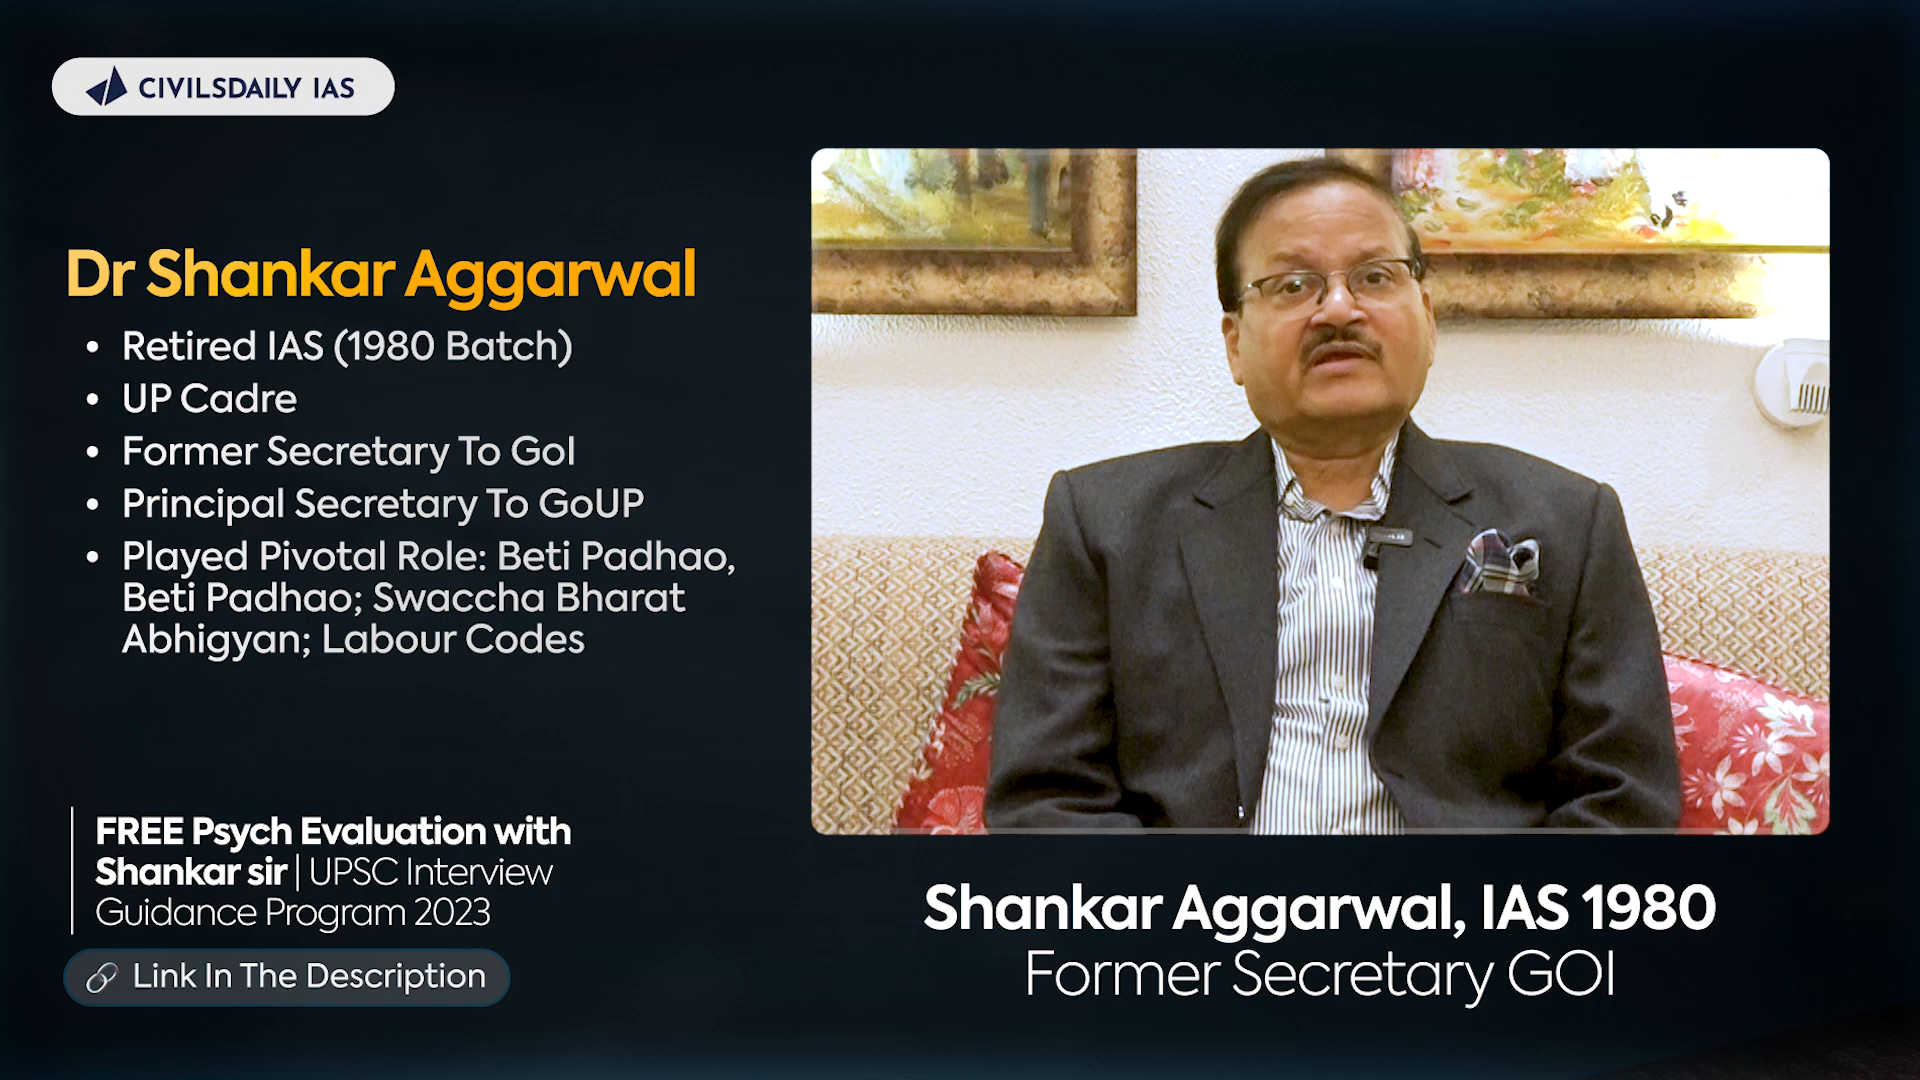 CIVILSDAILY IAS
Dr Shankar Aggarwal
• Retired IAS (1980 Batch)
• UP Cadre
• Former Secretary To GoI
• Principal Secretary To GoUP
• Played Pivotal Role: Beti Padhao,
Beti Padhao; Swaccha Bharat
Abhigyan; Labour Codes
FREE Psych Evaluation with
Shankar sir | UPSC Interview
Guidance Program 2023
Link In The Description
Shankar Aggarwal, IAS 1980
Former Secretary GOI